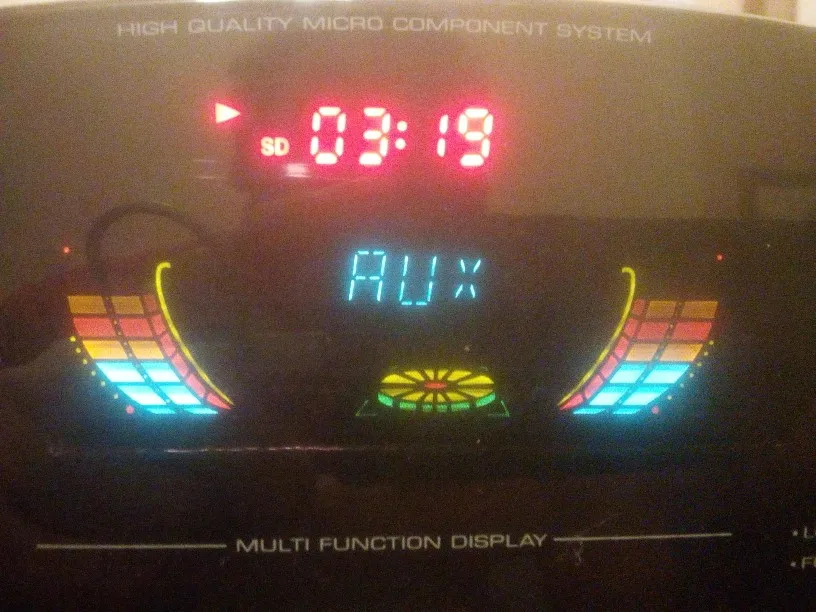 HIGH QUALITY MICRO COMPONENT SYSTEM
SD 03:19
AUX
MULTI FUNCTION DISPLAY